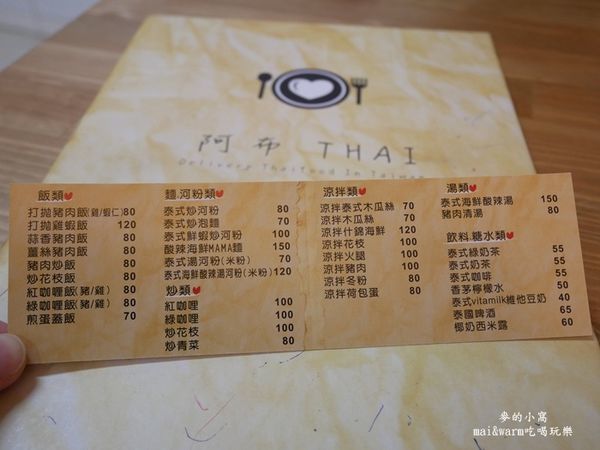 阿布 THAI
Delivery Thaifood In Taiwan
飯類
打拋豬肉飯(雞/蝦仁) 80
打拋雞蝦飯 120
蒜香豬肉飯 80
薑絲豬肉飯 80
豬肉炒飯 80
炒花枝飯 80
紅咖喱飯(豬/雞) 80
綠咖喱飯(豬/雞) 80
煎蛋蓋飯 70
麵.河粉類
泰式炒河粉 80
泰式炒泡麵 70
泰式鮮蝦炒河粉 80
酸辣海鮮MAMA麵 150
泰式湯河粉(米粉) 70
泰式海鮮酸辣湯河粉(米粉) 120
炒類
紅咖哩 100
綠咖哩 100
炒花枝 100
炒青菜 80
涼拌類
涼拌泰式木瓜絲 70
涼拌木瓜絲 70
涼拌什錦海鮮 120
涼拌花枝 100
涼拌火腿 100
涼拌豬肉 100
涼拌冬粉 80
涼拌荷包蛋 80
湯類
泰式海鮮酸辣湯 150
豬肉清湯 80
飲料.糖水類
泰式綠奶茶 55
泰式奶茶 55
泰式咖啡 55
香茅檸檬水 50
泰式vitamilk維他豆奶 40
泰國啤酒 65
椰奶西米露 60
麥的小窩
mai&warm吃喝玩樂